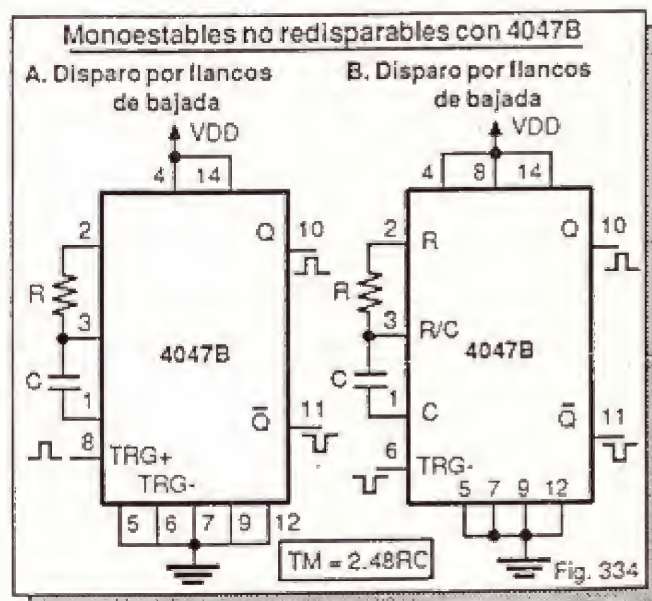 Monoestables no redisparables con 4047B
A. Disparo por flancos
de bajada
VDD
4 14
2
R
3
C
1
8
TRG+
TRG-
4047B
Q 10
Q̅ 11
5 6 7 9 12
B. Disparo por flancos
de bajada
VDD
4 8 14
2
R
R
3
R/C
C
1
C
6
TRG-
4047B
Q 10
Q̅ 11
5 7 9 12
TM = 2.48RC
Fig. 334